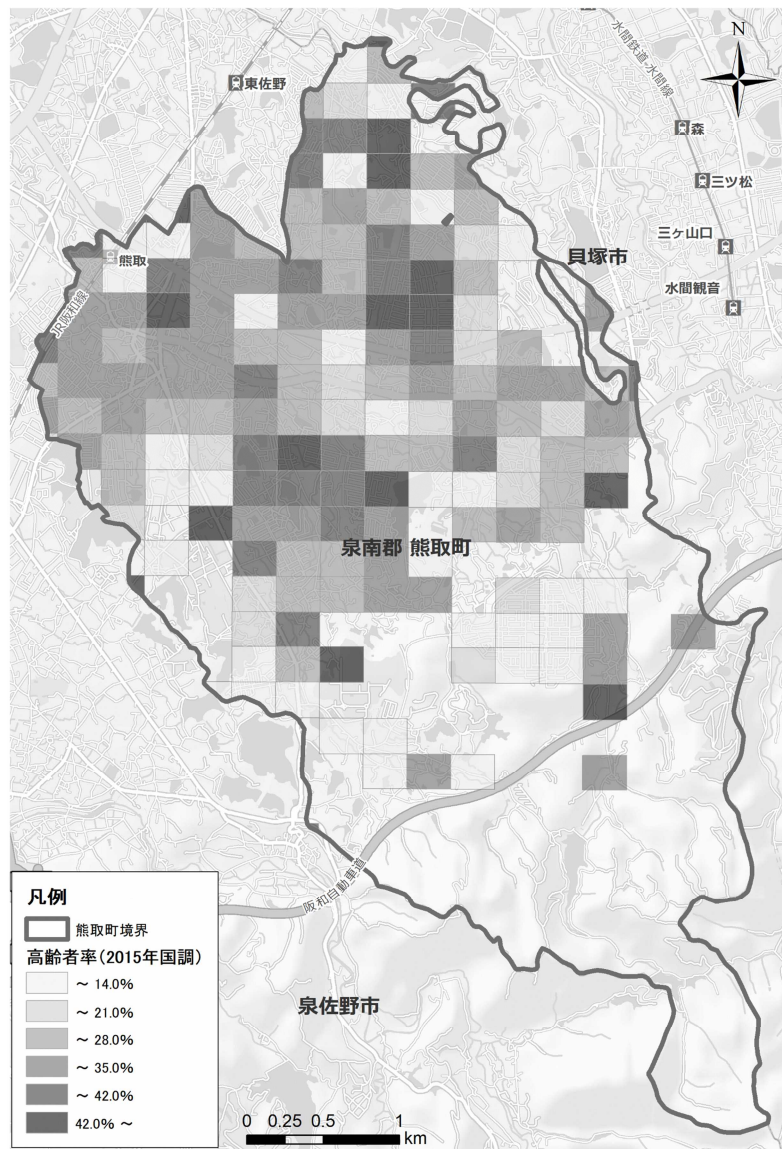 N
水間鉄道-水間線
東佐野
森
三ツ松
三ヶ山口
貝塚市
熊取
水間観音
JR阪和線
泉南郡 熊取町
阪和自動車道
泉佐野市
凡例
熊取町境界
高齢者率(2015年国調)
～ 14.0%
～ 21.0%
～ 28.0%
～ 35.0%
～ 42.0%
42.0% ～
0 0.25 0.5 1
km